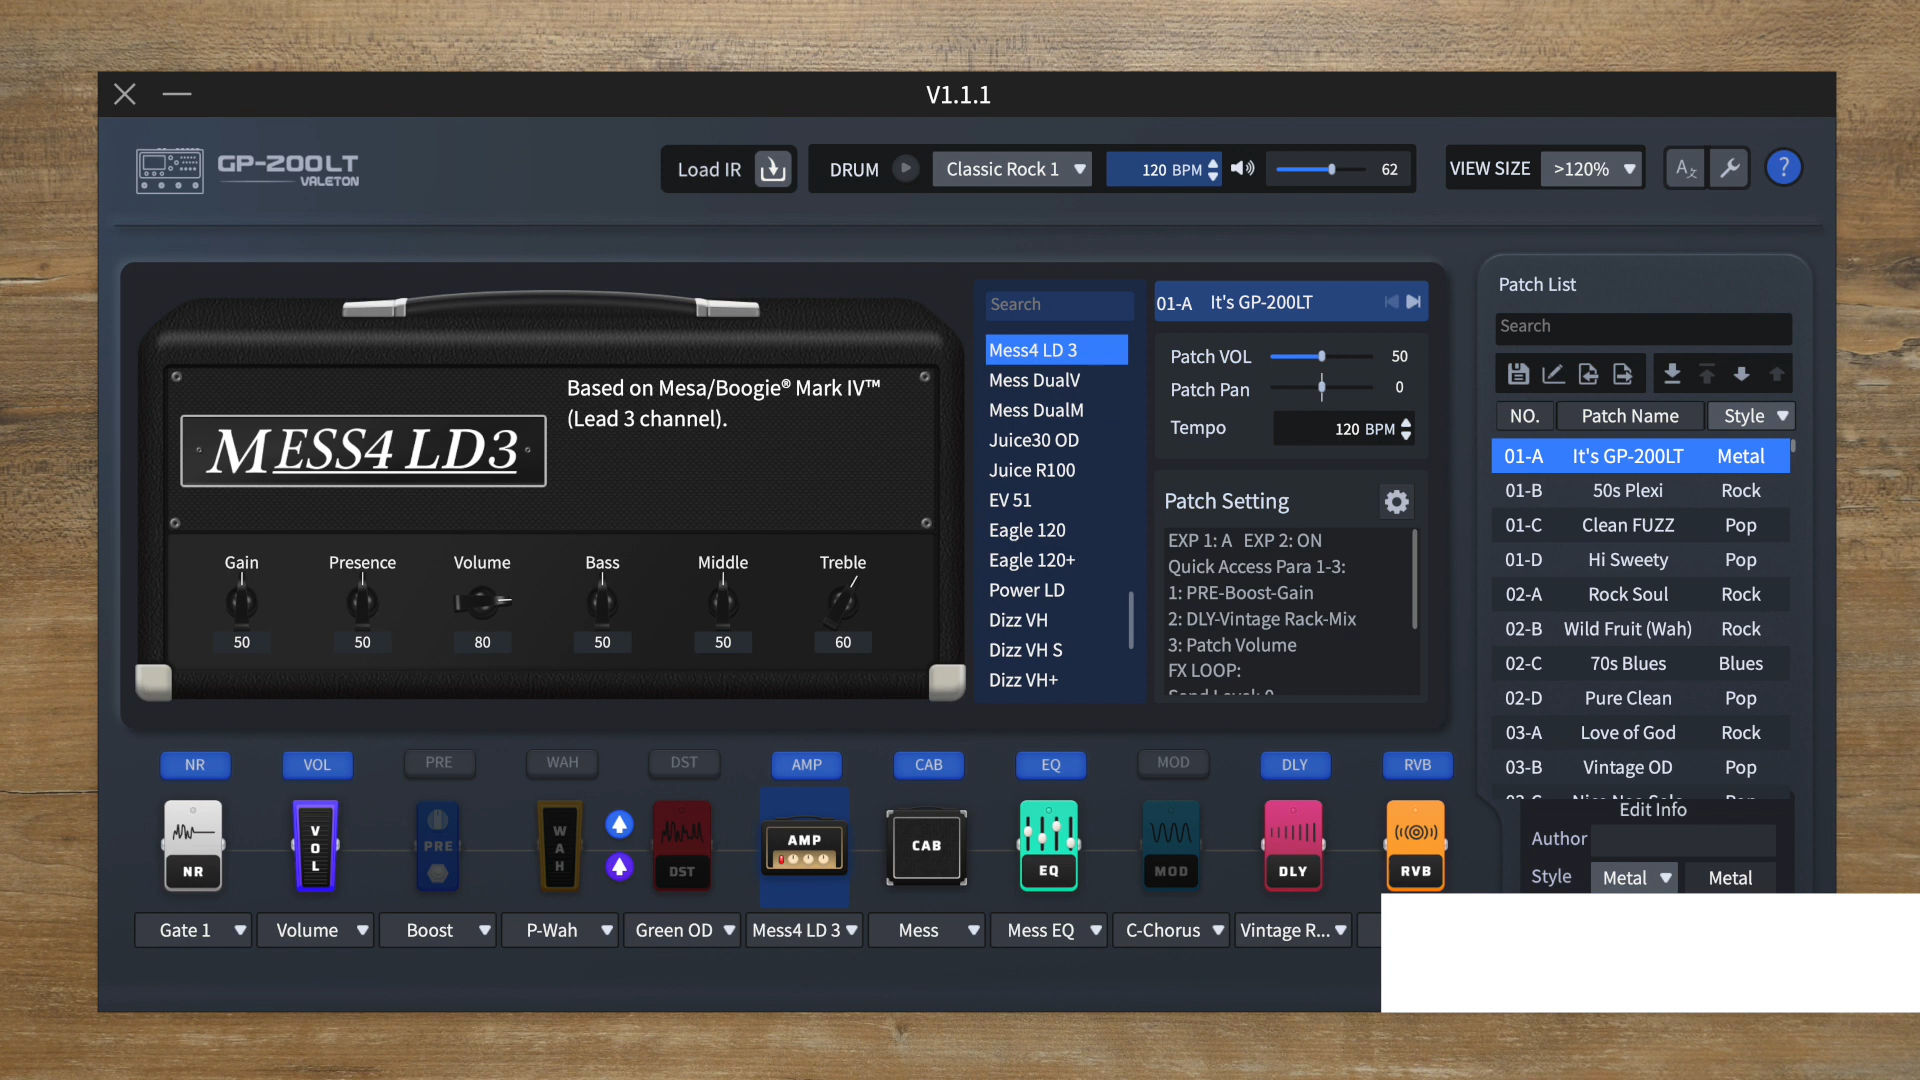 V1.1.1
GP-200LT
VALETON
Load IR
DRUM
Classic Rock 1
120 BPM
62
VIEW SIZE
>120%
?
Based on Mesa/Boogie® Mark IV™
(Lead 3 channel).
MESS4 LD3
Gain
Presence
Volume
Bass
Middle
Treble
50
50
80
50
50
60
Search
Mess4 LD 3
Mess DualV
Mess DualM
Juice30 OD
Juice R100
EV 51
Eagle 120
Eagle 120+
Power LD
Dizz VH
Dizz VH S
Dizz VH+
01-A It's GP-200LT
Patch VOL 50
Patch Pan 0
Tempo 120 BPM
Patch Setting
EXP 1: A EXP 2: ON
Quick Access Para 1-3:
1: PRE-Boost-Gain
2: DLY-Vintage Rack-Mix
3: Patch Volume
FX LOOP:
Patch List
Search
NO. Patch Name Style
01-A It's GP-200LT Metal
01-B 50s Plexi Rock
01-C Clean FUZZ Pop
01-D Hi Sweety Pop
02-A Rock Soul Rock
02-B Wild Fruit (Wah) Rock
02-C 70s Blues Blues
02-D Pure Clean Pop
03-A Love of God Rock
03-B Vintage OD Pop
Edit Info
Author
Style Metal Metal
NR VOL PRE WAH DST AMP CAB EQ MOD DLY RVB
NR VOL PRE WAH DST AMP CAB EQ MOD DLY RVB
Gate 1 Volume Boost P-Wah Green OD Mess4 LD 3 Mess Mess EQ C-Chorus Vintage R...